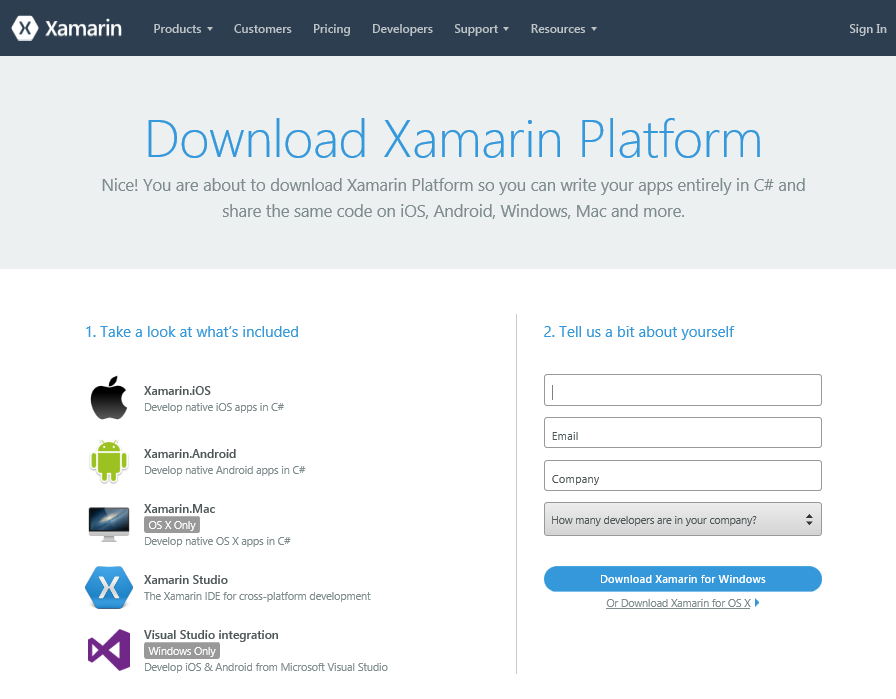 Xamarin
Products
Customers
Pricing
Developers
Support
Resources
Sign In
Download Xamarin Platform
Nice! You are about to download Xamarin Platform so you can write your apps entirely in C# and
share the same code on iOS, Android, Windows, Mac and more.
1. Take a look at what's included
Xamarin.iOS
Develop native iOS apps in C#
Xamarin.Android
Develop native Android apps in C#
Xamarin.Mac
OS X Only
Develop native OS X apps in C#
Xamarin Studio
The Xamarin IDE for cross-platform development
Visual Studio integration
Windows Only
Develop iOS & Android from Microsoft Visual Studio
2. Tell us a bit about yourself
Email
Company
How many developers are in your company?
Download Xamarin for Windows
Or Download Xamarin for OS X